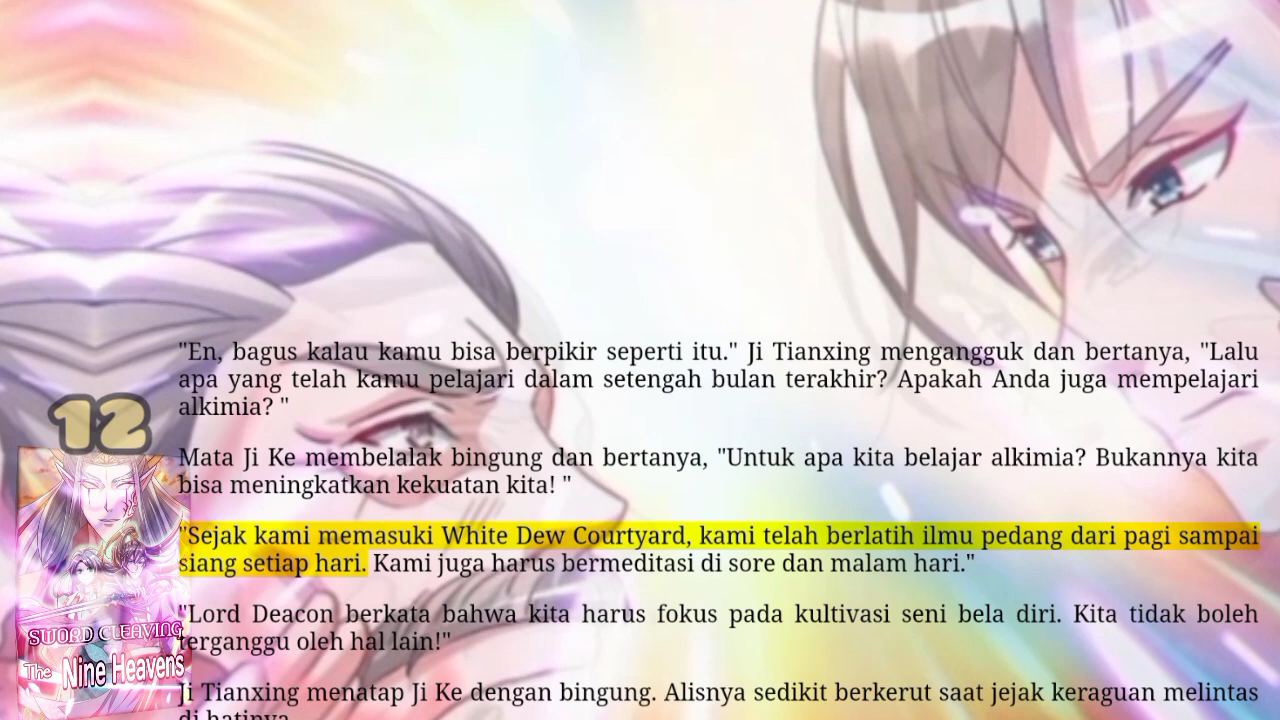 "En, bagus kalau kamu bisa berpikir seperti itu." Ji Tianxing mengangguk dan bertanya, "Lalu
apa yang telah kamu pelajari dalam setengah bulan terakhir? Apakah Anda juga mempelajari
alkimia? "
Mata Ji Ke membelalak bingung dan bertanya, "Untuk apa kita belajar alkimia? Bukannya kita
bisa meningkatkan kekuatan kita! "
"Sejak kami memasuki White Dew Courtyard, kami telah berlatih ilmu pedang dari pagi sampai
siang setiap hari. Kami juga harus bermeditasi di sore dan malam hari."
"Lord Deacon berkata bahwa kita harus fokus pada kultivasi seni bela diri. Kita tidak boleh
terganggu oleh hal lain!"
Ji Tianxing menatap Ji Ke dengan bingung. Alisnya sedikit berkerut saat jejak keraguan melintas
di hatinya.
12
SWORD CLEAVING
The Nine Heavens